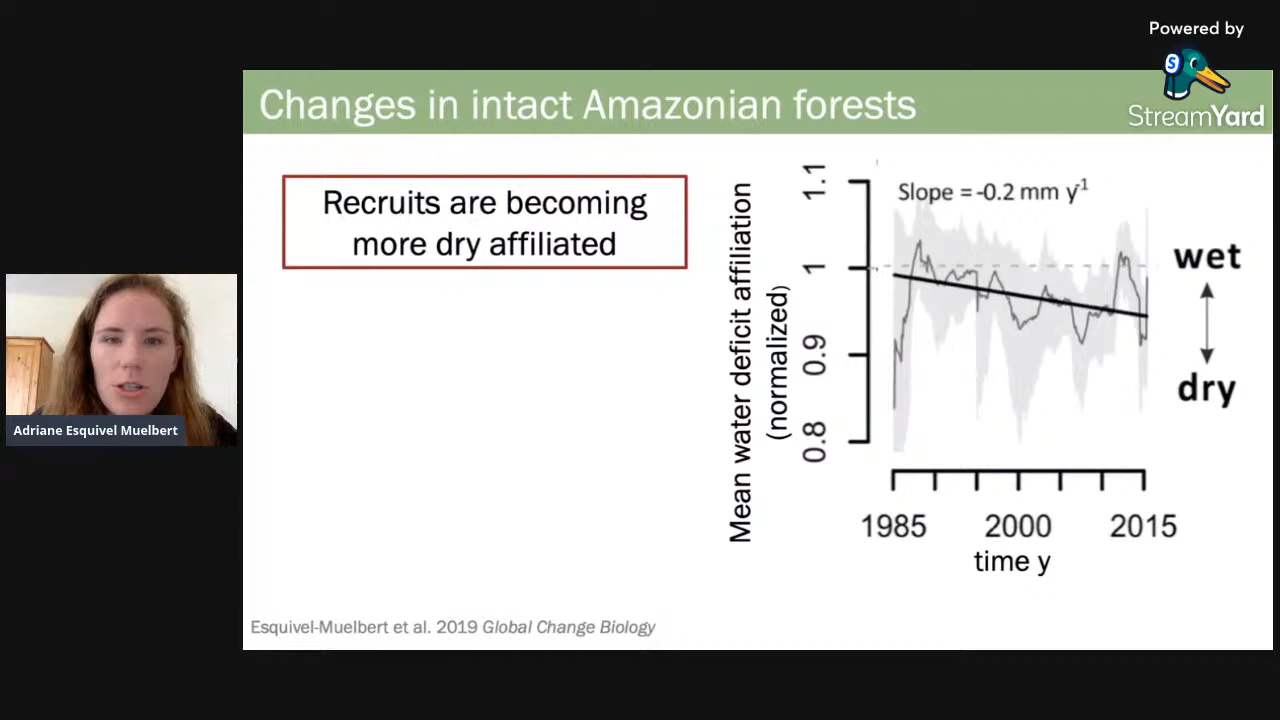 Powered by
StreamYard
Changes in intact Amazonian forests
Recruits are becoming
more dry affiliated
Mean water deficit affiliation
(normalized)
1.1
1
0.9
0.8
Slope = -0.2 mm y-1
wet
dry
1985
2000
2015
time y
Adriane Esquivel Muelbert
Esquivel-Muelbert et al. 2019 Global Change Biology